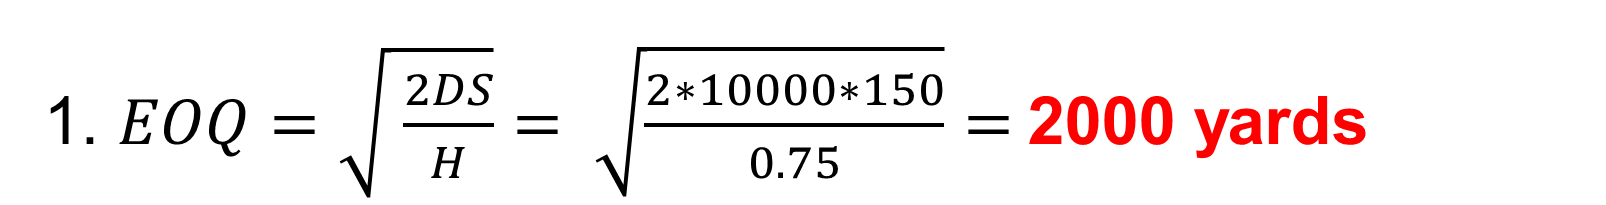 1. EOQ = √(2DS/H) = √(2*10000*150/0.75) = 2000 yards